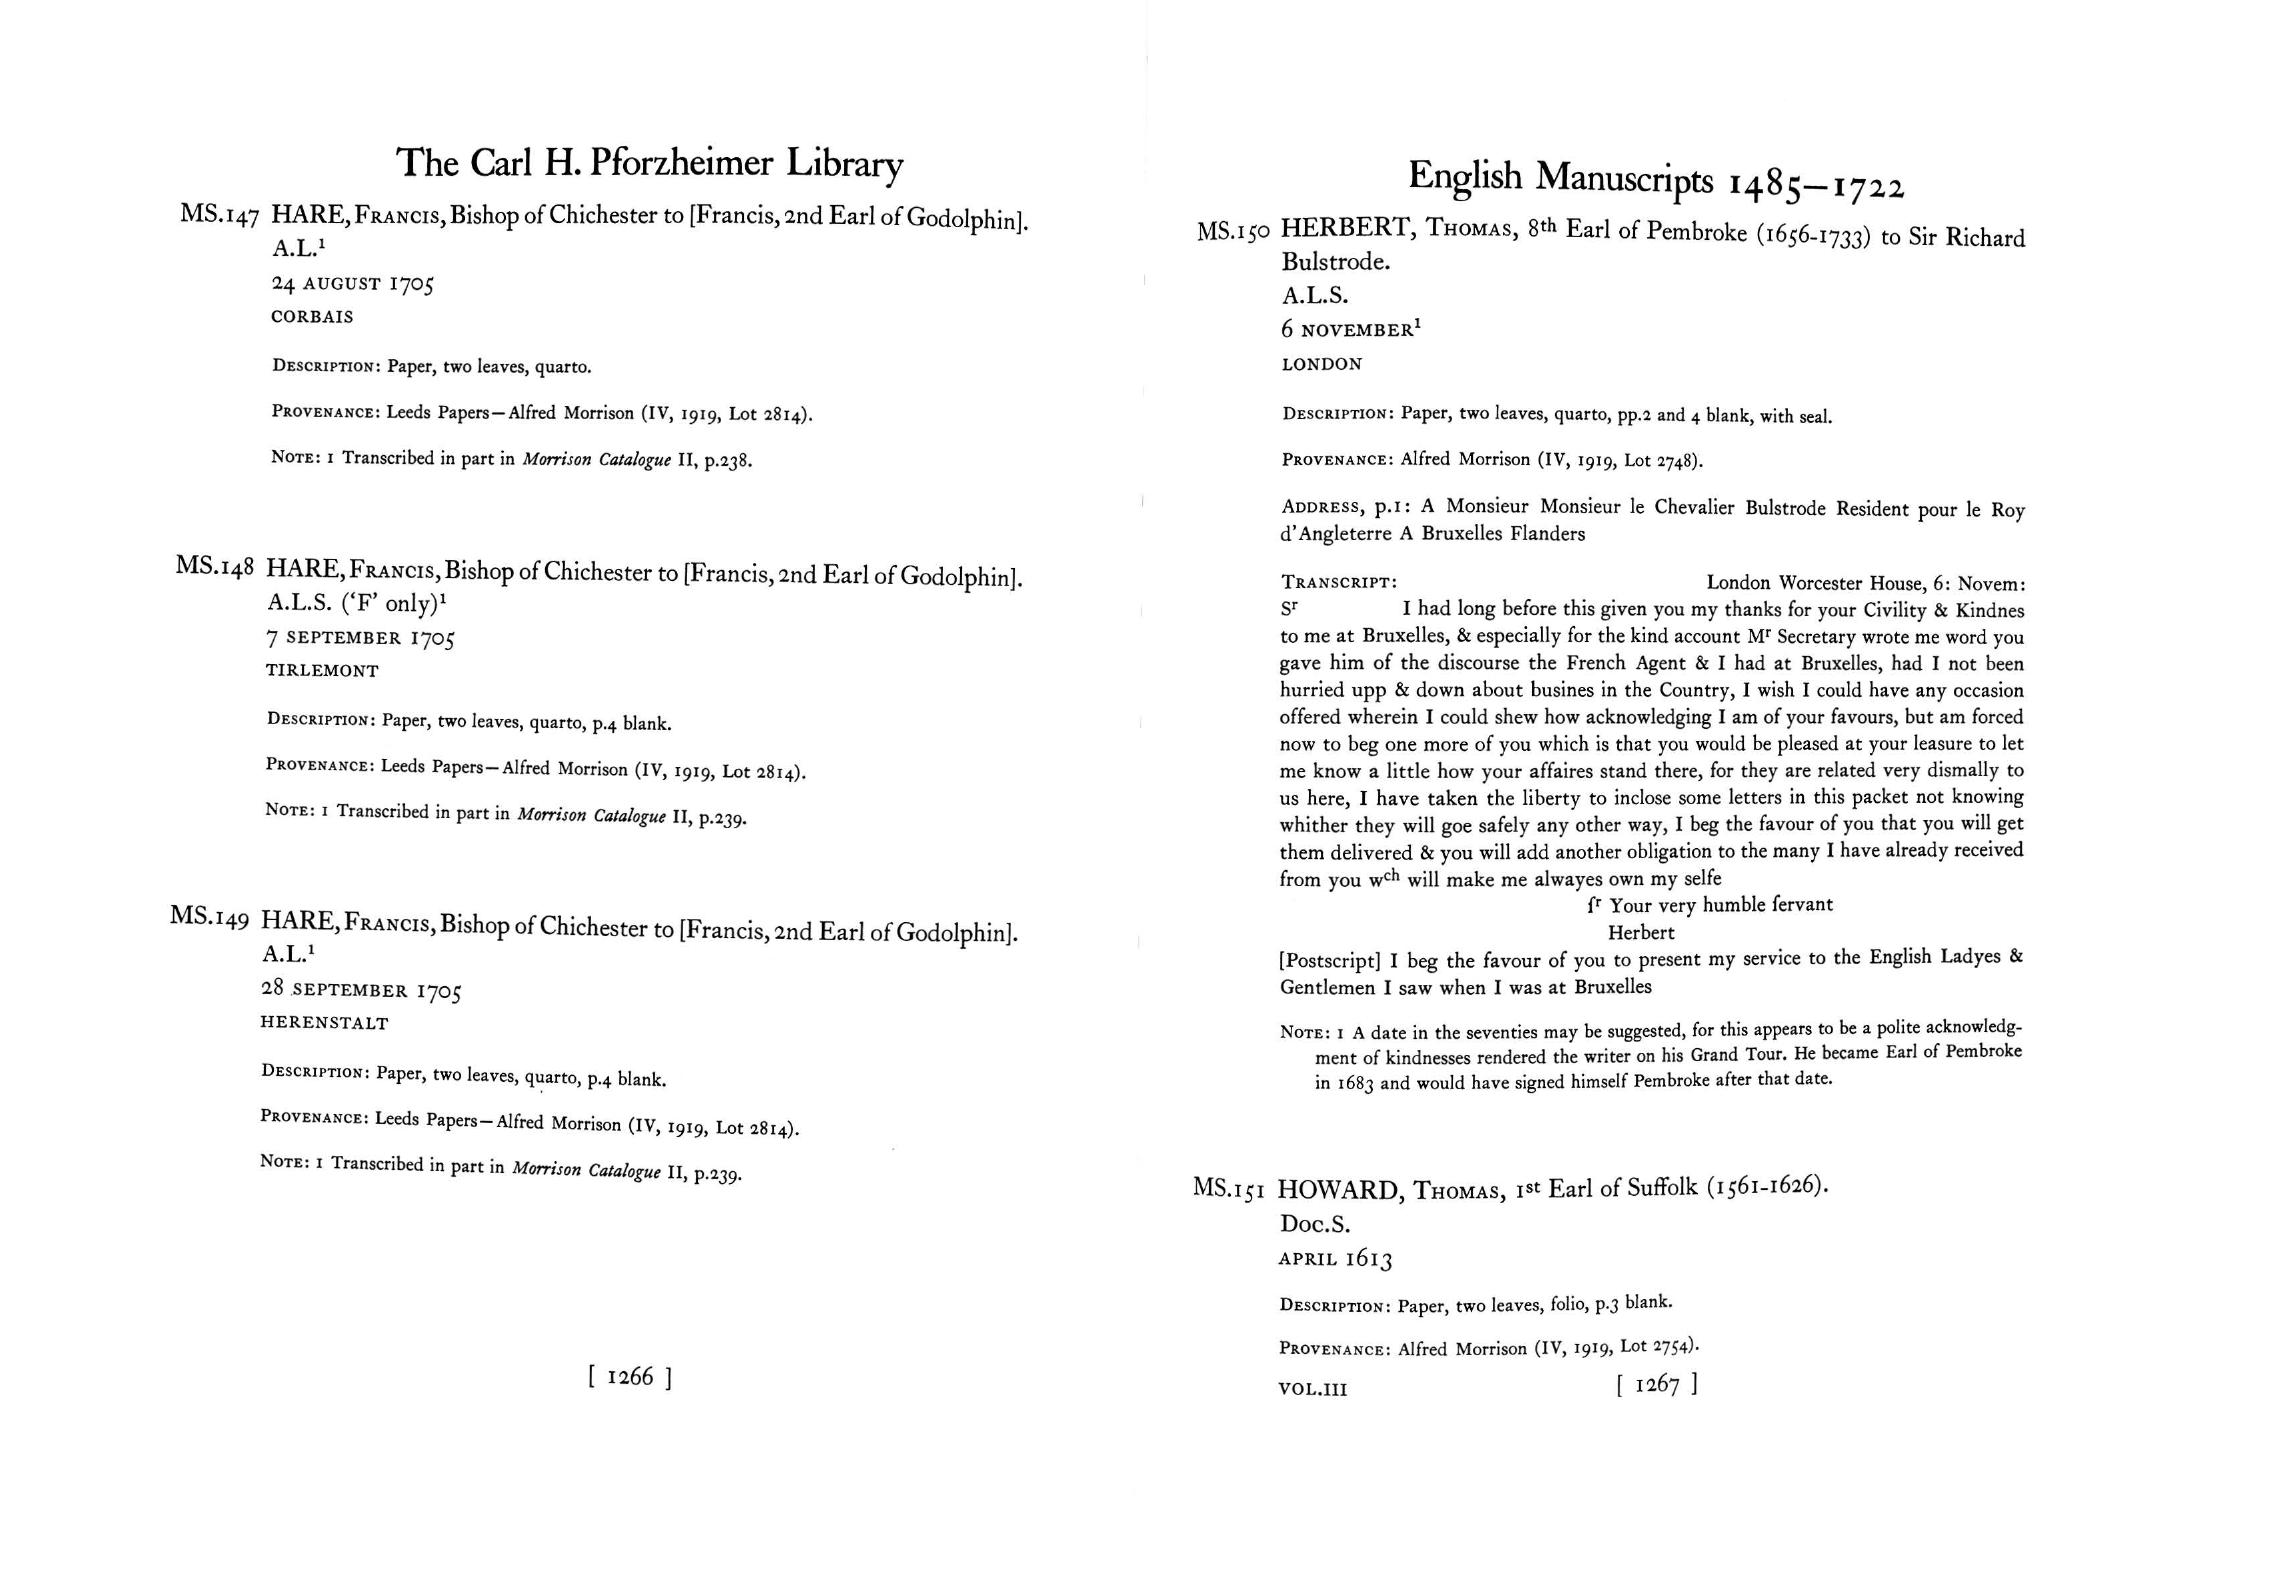 The Carl H. Pforzheimer Library
MS.147 HARE, FRANCIS, Bishop of Chichester to [Francis, 2nd Earl of Godolphin].
A.L.¹
24 AUGUST 1705
CORBAIS
DESCRIPTION: Paper, two leaves, quarto.
PROVENANCE: Leeds Papers—Alfred Morrison (IV, 1919, Lot 2814).
NOTE: 1 Transcribed in part in Morrison Catalogue II, p.238.
MS.148 HARE, FRANCIS, Bishop of Chichester to [Francis, 2nd Earl of Godolphin].
A.L.S. (‘F’ only)¹
7 SEPTEMBER 1705
TIRLEMONT
DESCRIPTION: Paper, two leaves, quarto, p.4 blank.
PROVENANCE: Leeds Papers—Alfred Morrison (IV, 1919, Lot 2814).
NOTE: 1 Transcribed in part in Morrison Catalogue II, p.239.
MS.149 HARE, FRANCIS, Bishop of Chichester to [Francis, 2nd Earl of Godolphin].
A.L.¹
28 SEPTEMBER 1705
HERENSTALT
DESCRIPTION: Paper, two leaves, quarto, p.4 blank.
PROVENANCE: Leeds Papers—Alfred Morrison (IV, 1919, Lot 2814).
NOTE: 1 Transcribed in part in Morrison Catalogue II, p.239.
[ 1266 ]
English Manuscripts 1485–1722
MS.150 HERBERT, THOMAS, 8th Earl of Pembroke (1656-1733) to Sir Richard
Bulstrode.
A.L.S.
6 NOVEMBER¹
LONDON
DESCRIPTION: Paper, two leaves, quarto, pp.2 and 4 blank, with seal.
PROVENANCE: Alfred Morrison (IV, 1919, Lot 2748).
ADDRESS, p.1: A Monsieur Monsieur le Chevalier Bulstrode Resident pour le Roy
d'Angleterre A Bruxelles Flanders
TRANSCRIPT: London Worcester House, 6: Novem:
Sʳ I had long before this given you my thanks for your Civility & Kindnes
to me at Bruxelles, & especially for the kind account Mʳ Secretary wrote me word you
gave him of the discourse the French Agent & I had at Bruxelles, had I not been
hurried upp & down about busines in the Country, I wish I could have any occasion
offered wherein I could shew how acknowledging I am of your favours, but am forced
now to beg one more of you which is that you would be pleased at your leasure to let
me know a little how your affaires stand there, for they are related very dismally to
us here, I have taken the liberty to inclose some letters in this packet not knowing
whither they will goe safely any other way, I beg the favour of you that you will get
them delivered & you will add another obligation to the many I have already received
from you wᶜʰ will make me alwayes own my selfe
ſʳ Your very humble ſervant
Herbert
[Postscript] I beg the favour of you to present my service to the English Ladyes &
Gentlemen I saw when I was at Bruxelles
NOTE: 1 A date in the seventies may be suggested, for this appears to be a polite acknowledg-
ment of kindnesses rendered the writer on his Grand Tour. He became Earl of Pembroke
in 1683 and would have signed himself Pembroke after that date.
MS.151 HOWARD, THOMAS, 1st Earl of Suffolk (1561-1626).
Doc.S.
APRIL 1613
DESCRIPTION: Paper, two leaves, folio, p.3 blank.
PROVENANCE: Alfred Morrison (IV, 1919, Lot 2754).
VOL.III [ 1267 ]